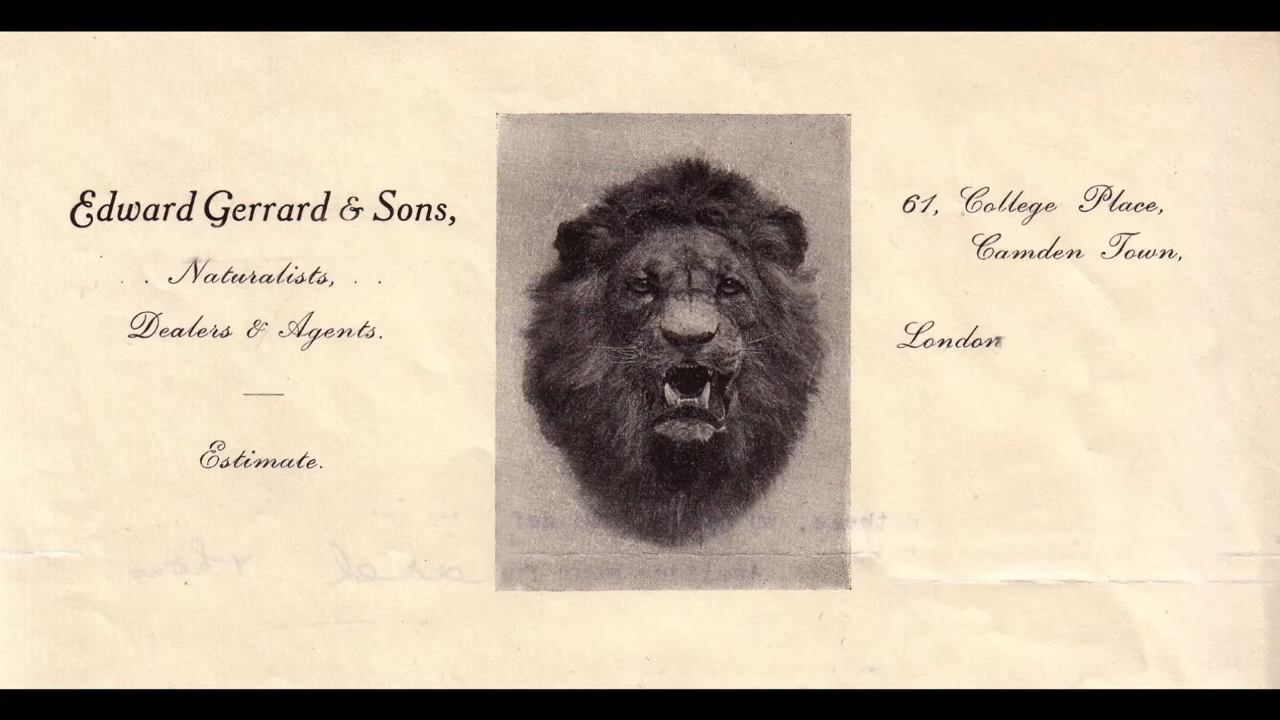 Edward Gerrard & Sons,
. . Naturalists, . .
Dealers & Agents.
Estimate.
61, College Place,
Camden Town,
London